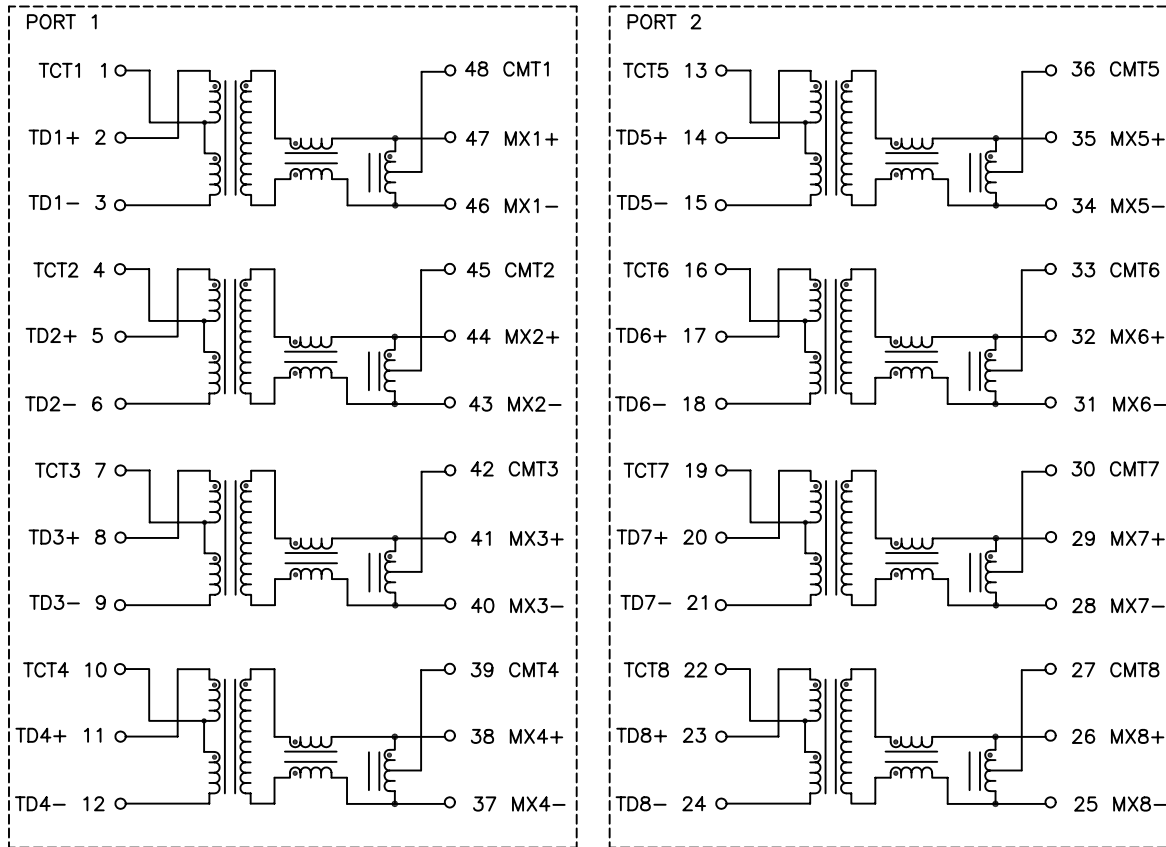 PORT 1
TCT1 1
48 CMT1
TD1+ 2
47 MX1+
TD1− 3
46 MX1−
TCT2 4
45 CMT2
TD2+ 5
44 MX2+
TD2− 6
43 MX2−
TCT3 7
42 CMT3
TD3+ 8
41 MX3+
TD3− 9
40 MX3−
TCT4 10
39 CMT4
TD4+ 11
38 MX4+
TD4− 12
37 MX4−
PORT 2
TCT5 13
36 CMT5
TD5+ 14
35 MX5+
TD5− 15
34 MX5−
TCT6 16
33 CMT6
TD6+ 17
32 MX6+
TD6− 18
31 MX6−
TCT7 19
30 CMT7
TD7+ 20
29 MX7+
TD7− 21
28 MX7−
TCT8 22
27 CMT8
TD8+ 23
26 MX8+
TD8− 24
25 MX8−